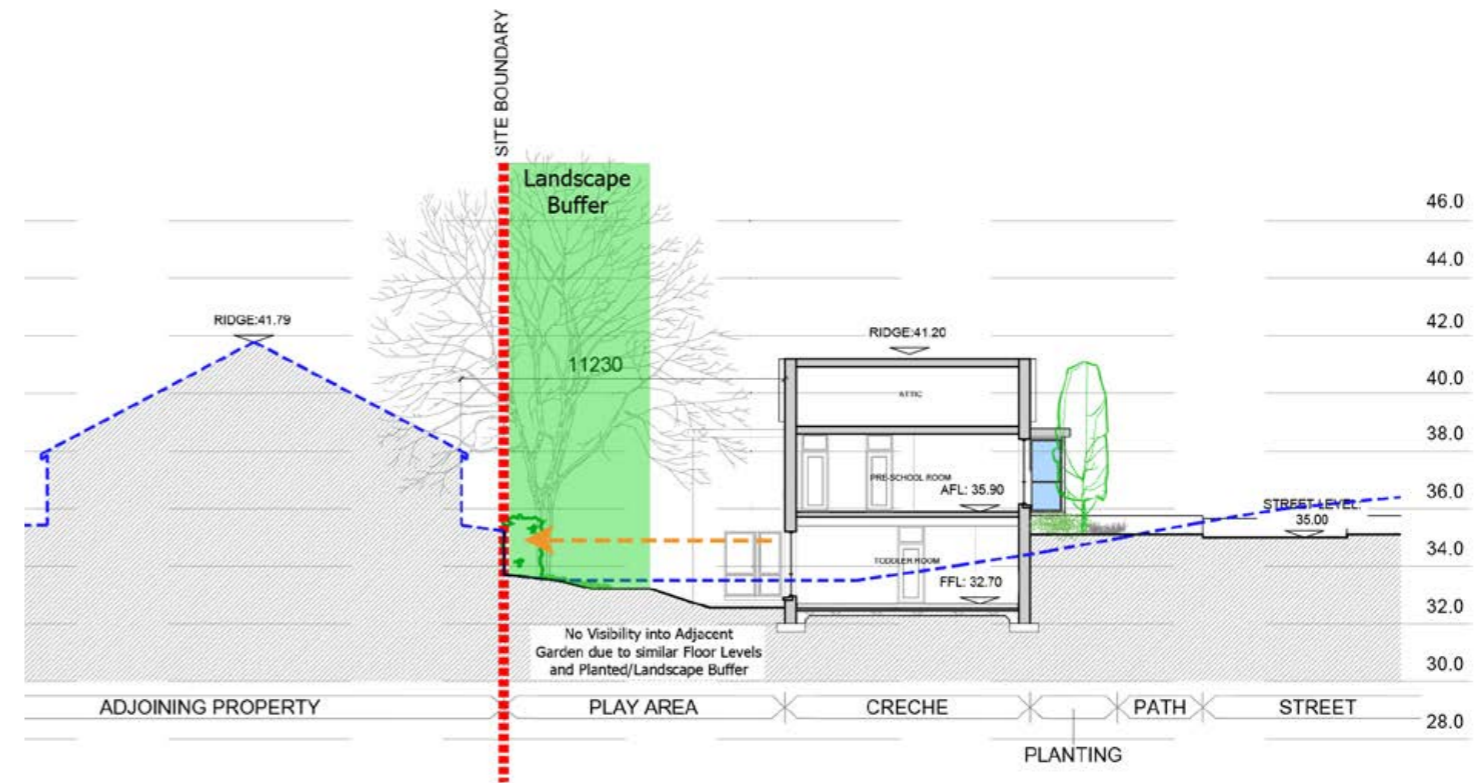 SITE BOUNDARY
Landscape
Buffer
46.0
44.0
42.0
40.0
38.0
36.0
34.0
32.0
30.0
28.0
RIDGE:41.79
11230
RIDGE:41.20
ATTIC
PRE-SCHOOL ROOM
AFL: 35.90
STREET LEVEL:
35.00
TODDLER ROOM
FFL: 32.70
No Visibility into Adjacent
Garden due to similar Floor Levels
and Planted/Landscape Buffer
ADJOINING PROPERTY
PLAY AREA
CRECHE
PATH
STREET
PLANTING